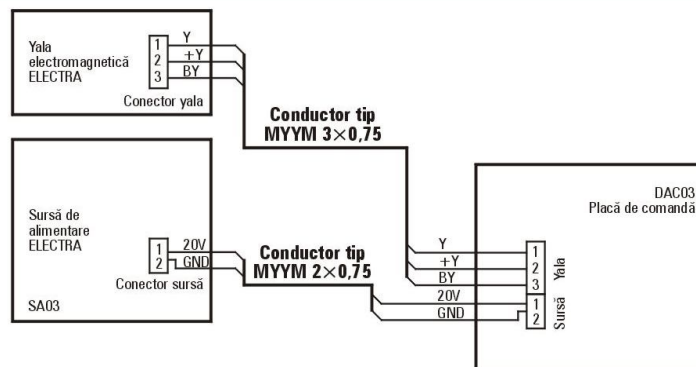 Yala
electromagnetică
ELECTRA
1 Y
2 +Y
3 BY
Conector yala
Conductor tip
MYYM 3×0,75
Sursă de
alimentare
ELECTRA
1 20V
2 GND
Conector sursă
SA03
Conductor tip
MYYM 2×0,75
DAC03
Placă de comandă
Y 1
+Y 2
BY 3
Yala
20V 1
GND 2
Sursă